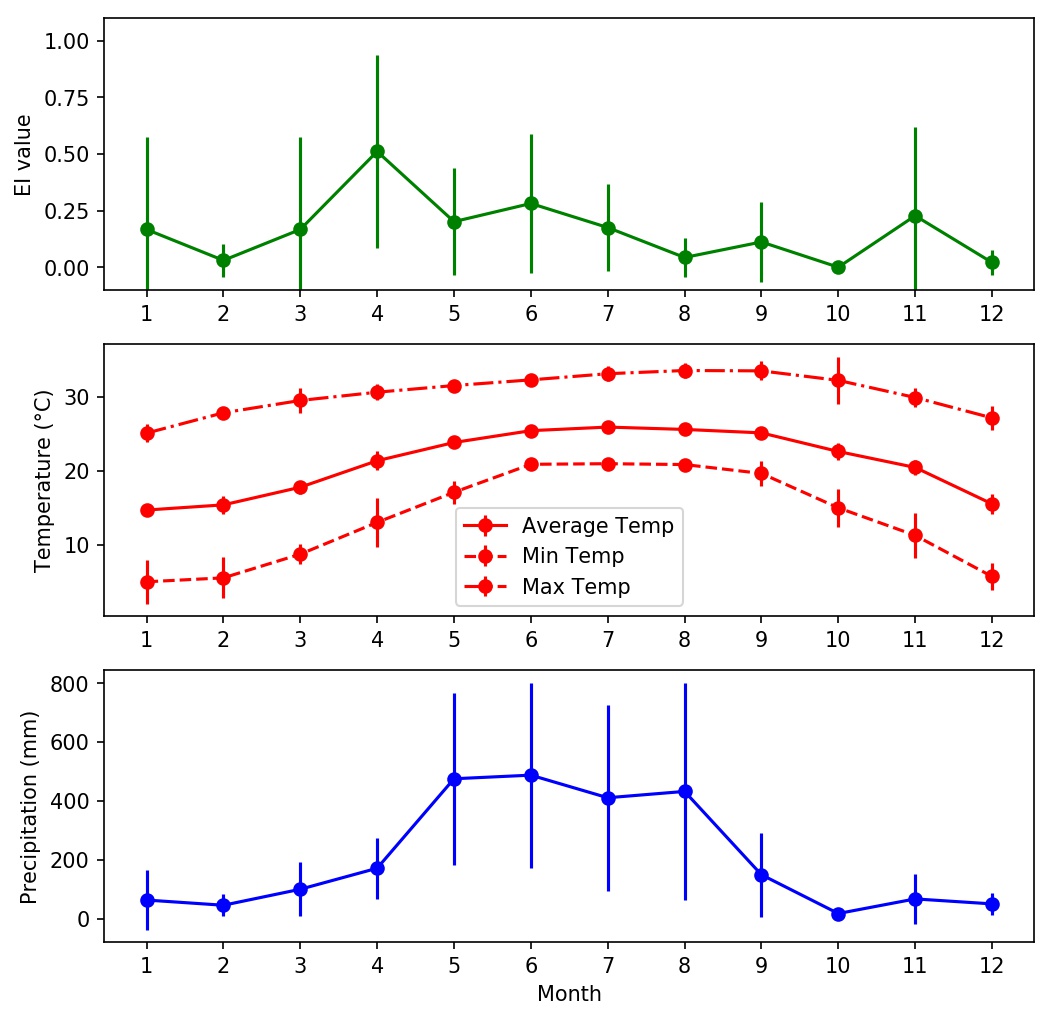 EI value
1.00
0.75
0.50
0.25
0.00
1 2 3 4 5 6 7 8 9 10 11 12
Temperature (°C)
30
20
10
Average Temp
Min Temp
Max Temp
1 2 3 4 5 6 7 8 9 10 11 12
Precipitation (mm)
800
600
400
200
0
1 2 3 4 5 6 7 8 9 10 11 12
Month